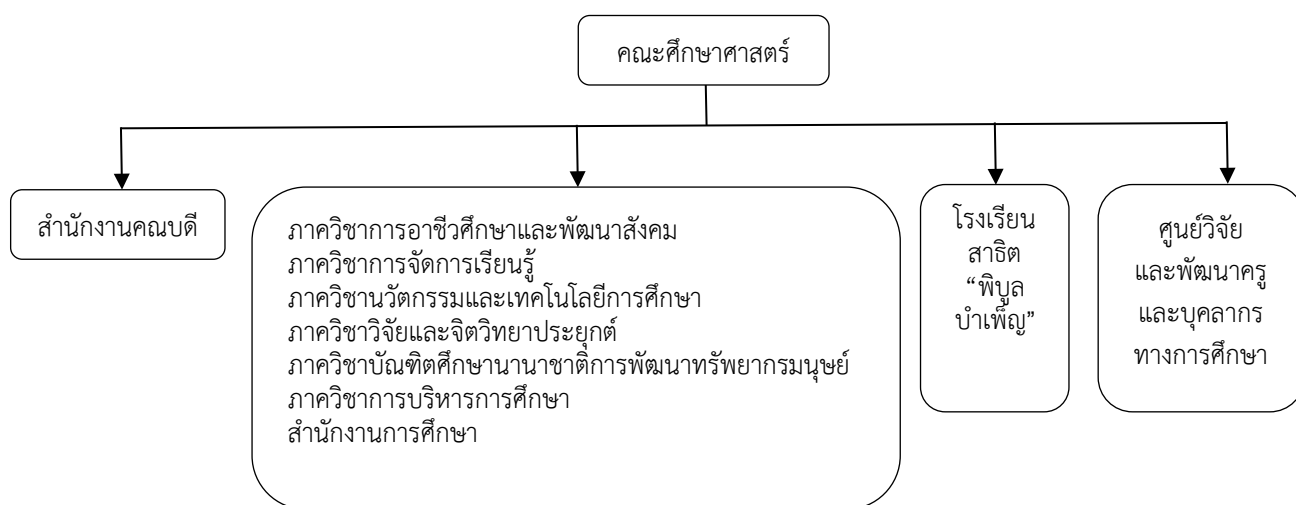 คณะศึกษาศาสตร์
สำนักงานคณบดี
ภาควิชาการอาชีวศึกษาและพัฒนาสังคม
ภาควิชาการจัดการเรียนรู้
ภาควิชานวัตกรรมและเทคโนโลยีการศึกษา
ภาควิชาวิจัยและจิตวิทยาประยุกต์
ภาควิชาบัณฑิตศึกษานานาชาติการพัฒนาทรัพยากรมนุษย์
ภาควิชาการบริหารการศึกษา
สำนักงานการศึกษา
โรงเรียน
สาธิต
“พิบูล
บำเพ็ญ”
ศูนย์วิจัย
และพัฒนาครู
และบุคลากร
ทางการศึกษา